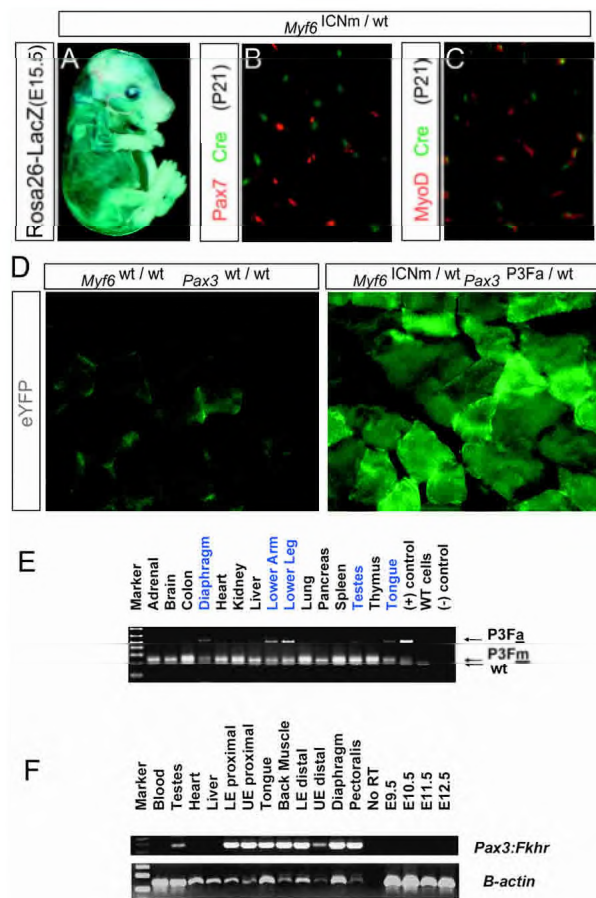 Myf6 ICNm / wt
Rosa26-LacZ(E15.5)
A
Pax7 Cre (P21)
B
MyoD Cre (P21)
C
D
Myf6 wt / wt Pax3 wt / wt
Myf6 ICNm / wt Pax3 P3Fa / wt
eYFP
E
Marker
Adrenal
Brain
Colon
Diaphragm
Heart
Kidney
Liver
Lower Arm
Lower Leg
Lung
Pancreas
Spleen
Testes
Thymus
Tongue
(+) control
WT cells
(-) control
P3Fa
P3Fm
wt
F
Marker
Blood
Testes
Heart
Liver
LE proximal
UE proximal
Tongue
Back Muscle
LE distal
UE distal
Diaphragm
Pectoralis
No RT
E9.5
E10.5
E11.5
E12.5
Pax3:Fkhr
B-actin